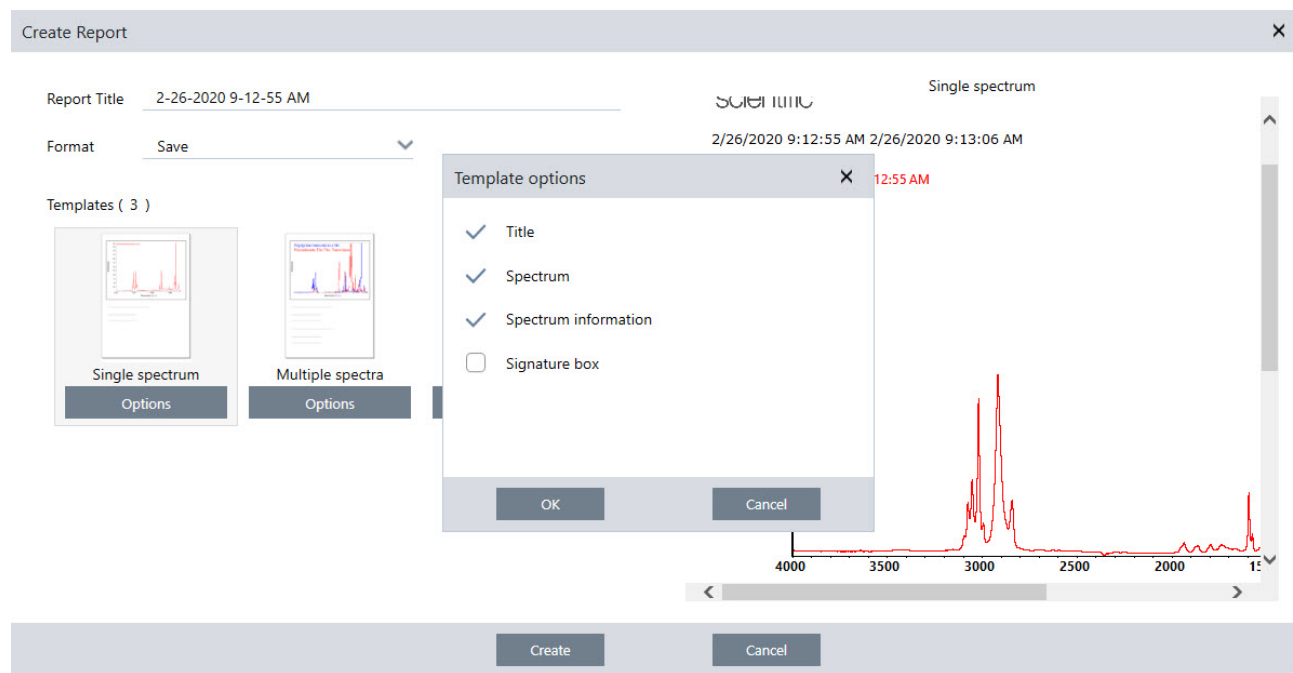 Create Report
Report Title 2-26-2020 9-12-55 AM
Format Save
Templates ( 3 )
Single spectrum
Options
Multiple spectra
Options
Template options
Title
Spectrum
Spectrum information
Signature box
OK Cancel
Single spectrum
2/26/2020 9:12:55 AM 2/26/2020 9:13:06 AM
12:55 AM
4000 3500 3000 2500 2000
Create Cancel